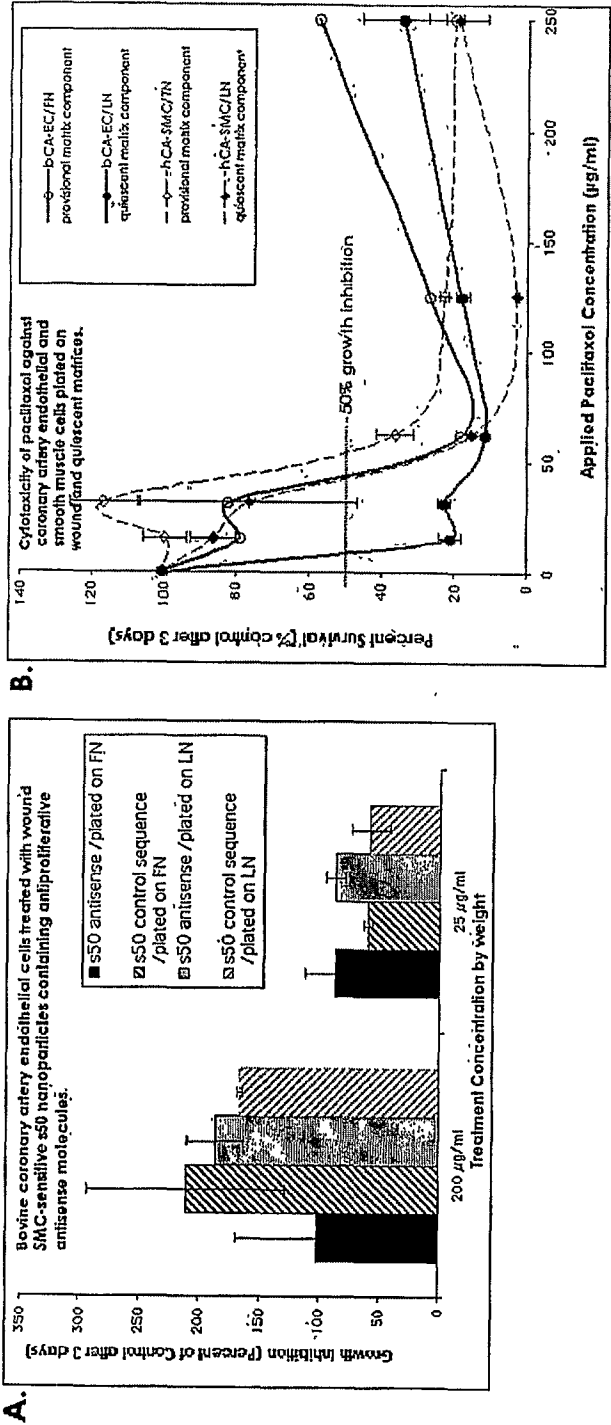 A.
Bovine coronary artery endothelial cells treated with wound
SMC-sensitive s50 nanoparticles containing antiproliferative
antisense molecules.
s50 antisense /plated on FN
s50 control sequence
/plated on FN
s50 antisense /plated on LN
s50 control sequence
/plated on LN
Growth Inhibition (Percent of Control after 3 days)
350
300
250
200
150
100
50
0
200 µg/ml
25 µg/ml
Treatment Concentration by weight
B.
Cytotaxicity of paclitaxol against
coronary artery endothelial and
smooth muscle cells plated on
wound and quiescent matrices.
bCA-EC/FN
provisional matrix component
bCA-EC/LN
quiescent matrix component
hCA-SMC/TN
provisional matrix component
hCA-SMC/LN
quiescent matrix component
50% growth inhibition
Percent Survival (% control after 3 days)
140
120
100
80
60
40
20
0
0
50
100
150
200
250
Applied Paclitaxol Concentration (µg/ml)